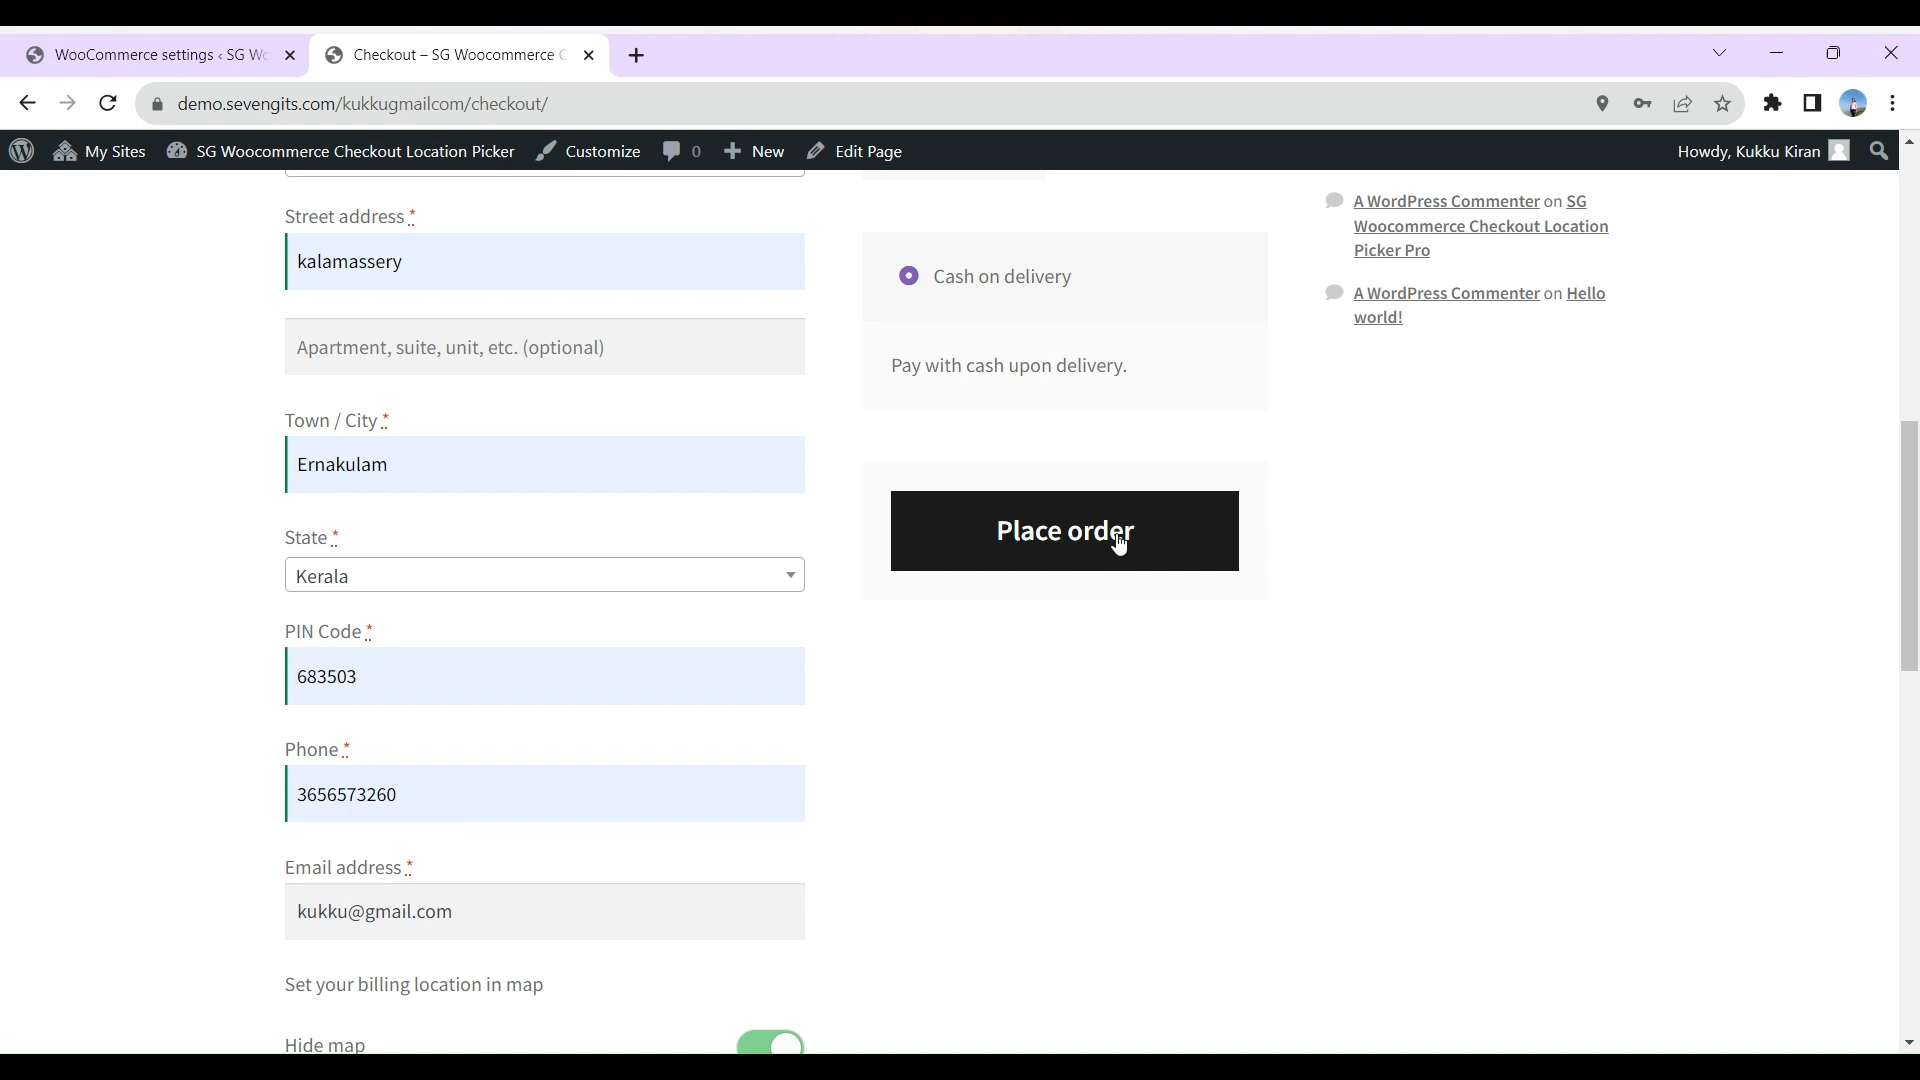 WooCommerce settings ‹ SG Wo
Checkout – SG Woocommerce C
demo.sevengits.com/kukkugmailcom/checkout/
My Sites
SG Woocommerce Checkout Location Picker
Customize
0
New
Edit Page
Howdy, Kukku Kiran
Street address *
kalamassery
Apartment, suite, unit, etc. (optional)
Town / City *
Ernakulam
State *
Kerala
PIN Code *
683503
Phone *
3656573260
Email address *
kukku@gmail.com
Set your billing location in map
Hide map
Cash on delivery
Pay with cash upon delivery.
Place order
A WordPress Commenter on SG
Woocommerce Checkout Location
Picker Pro
A WordPress Commenter on Hello
world!